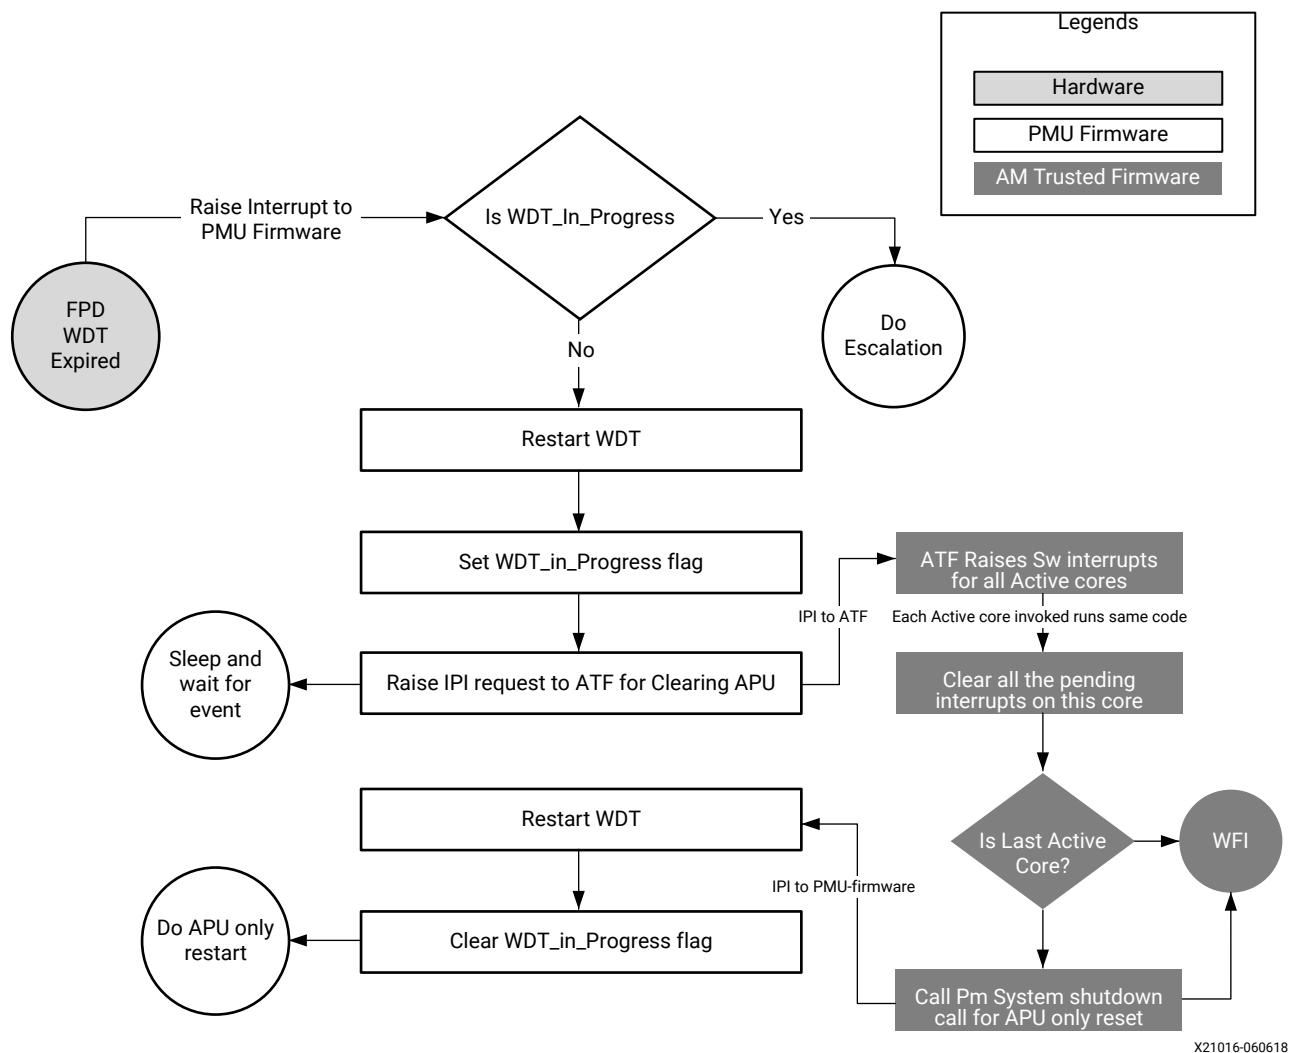 Legends
Hardware
PMU Firmware
AM Trusted Firmware
Raise Interrupt to
PMU Firmware
Is WDT_In_Progress
Yes
FPD
WDT
Expired
Do
Escalation
No
Restart WDT
Set WDT_in_Progress flag
ATF Raises Sw interrupts
for all Active cores
IPI to ATF
Each Active core invoked runs same code
Sleep and
wait for
event
Raise IPI request to ATF for Clearing APU
Clear all the pending
interrupts on this core
Restart WDT
Is Last Active
Core?
WFI
IPI to PMU-firmware
Do APU only
restart
Clear WDT_in_Progress flag
Call Pm System shutdown
call for APU only reset
X21016-060618